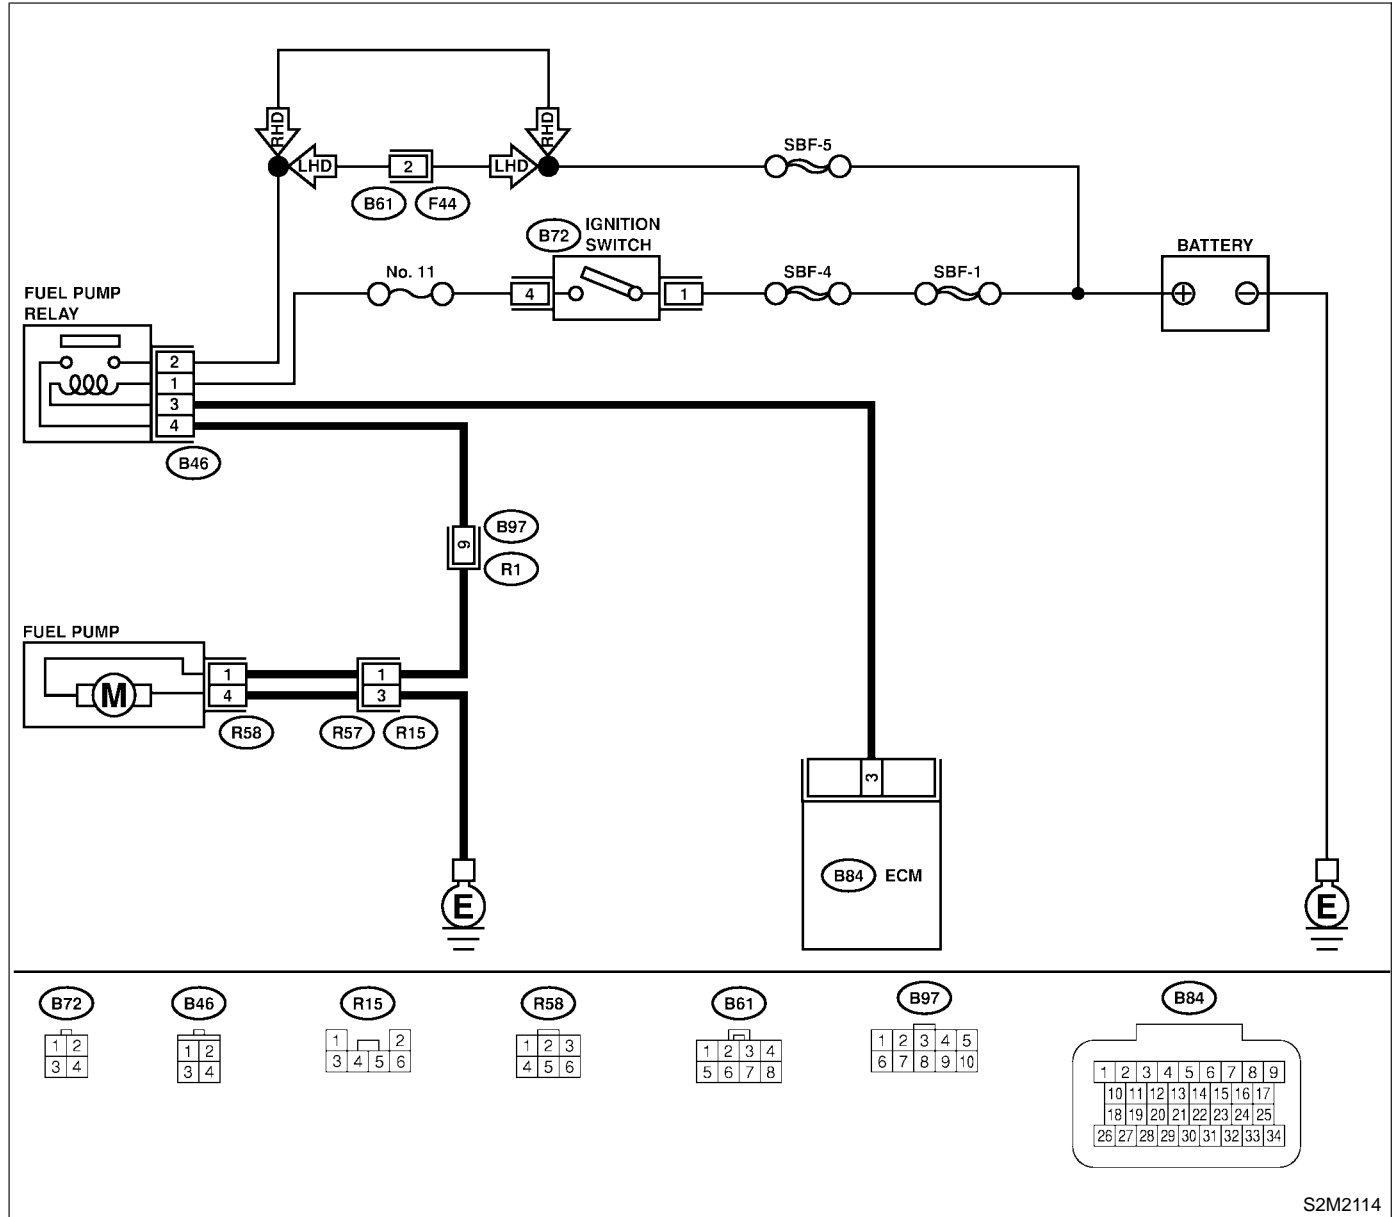 RHD
RHD
LHD
2
LHD
SBF-5
B61
F44
B72
IGNITION
SWITCH
BATTERY
No. 11
4
1
SBF-4
SBF-1
FUEL PUMP
RELAY
2
1
3
4
B46
B97
9
R1
FUEL PUMP
M
1
4
1
3
R58
R57
R15
3
B84
ECM
E
E
B72
B46
R15
R58
B61
B97
B84
1 2
3 4
1 2
3 4
1 2
3 4 5 6
1 2 3
4 5 6
1 2 3 4
5 6 7 8
1 2 3 4 5
6 7 8 9 10
1 2 3 4 5 6 7 8 9
10 11 12 13 14 15 16 17
18 19 20 21 22 23 24 25
26 27 28 29 30 31 32 33 34
S2M2114